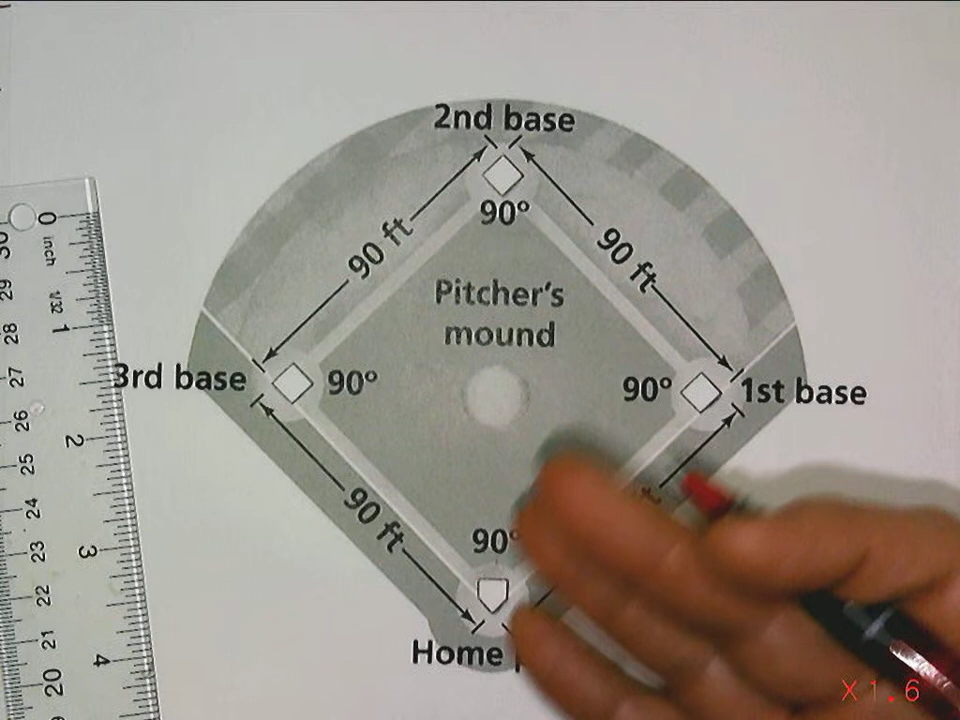 2nd base
90°
90 ft
90 ft
Pitcher's
mound
3rd base
90°
90°
1st base
90 ft
90°
Home
0
inch
1/32
1
2
3
4
30
29
28
27
26
25
24
23
22
21
20
X1.6